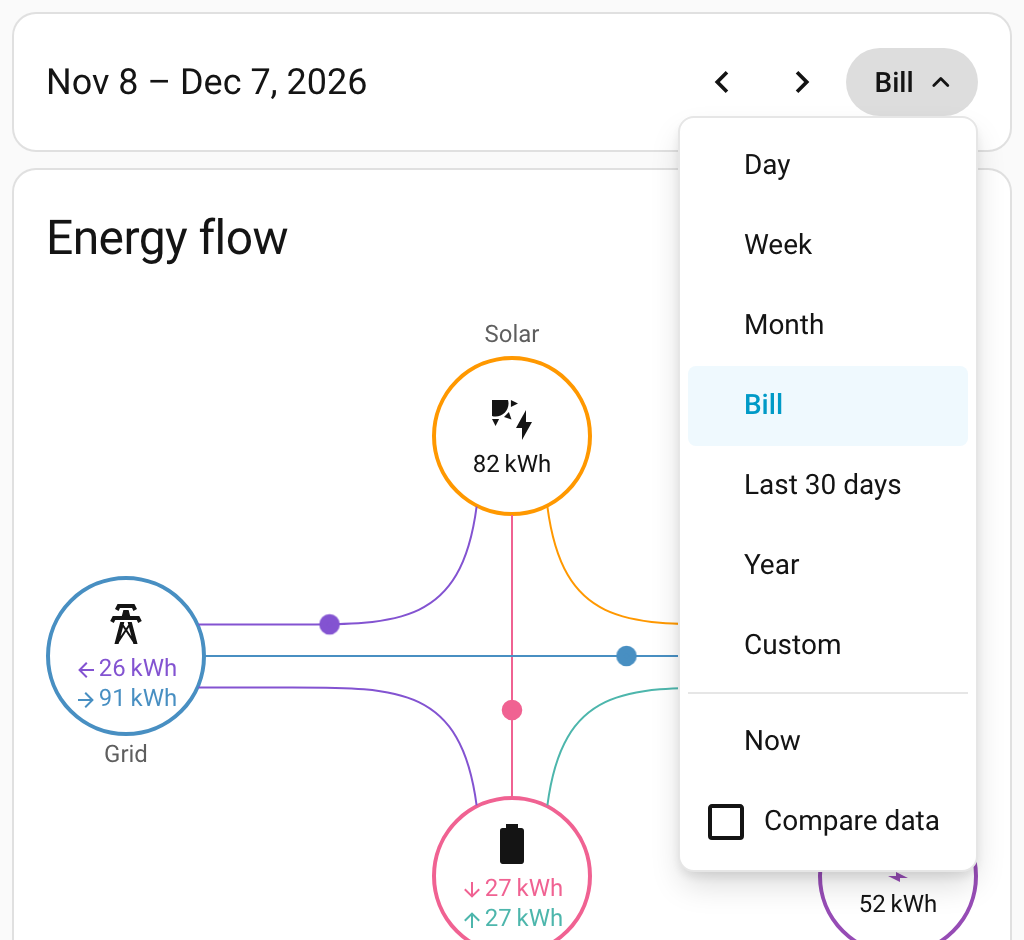 Nov 8 – Dec 7, 2026
Bill
Day
Week
Month
Bill
Last 30 days
Year
Custom
Now
Compare data
Energy flow
Solar
82 kWh
←26 kWh
→91 kWh
Grid
↓27 kWh
↑27 kWh
52 kWh